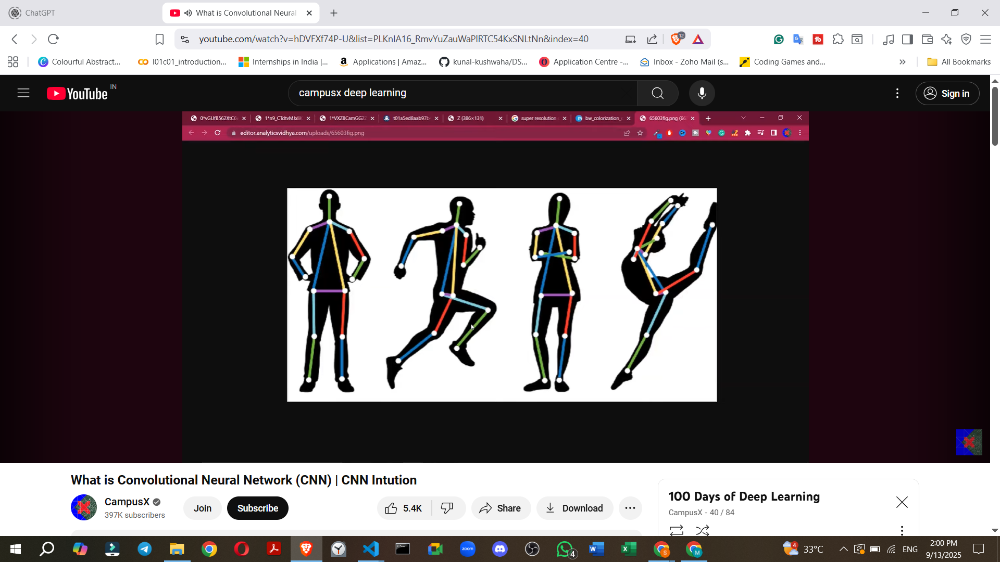 ChatGPT
What is Convolutional Neural
youtube.com/watch?v=hDVFXf74P-U&list=PLKnIA16_RmvYuZauWaPlRTC54KxSNLtNn&index=40
12
Colourful Abstract...
l01c01_introduction...
Internships in India |...
Applications | Amaz...
kunal-kushwaha/DS...
Application Centre -...
Inbox - Zoho Mail (s...
Coding Games and...
All Bookmarks
YouTube IN
campusx deep learning
Sign in
0*vGUfB562XtC6
1*n9_CTdtvMJxliK
1*VXZ8CamGG2
t01a5ed8aab97b
Z (386×131)
super resolution
bw_colorization_
65603fig.png (66
editor.analyticsvidhya.com/uploads/65603fig.png
What is Convolutional Neural Network (CNN) | CNN Intution
CampusX
397K subscribers
Join
Subscribe
5.4K
Share
Download
100 Days of Deep Learning
CampusX - 40 / 84
zoom
4
4
33°C
ENG
2:00 PM
9/13/2025